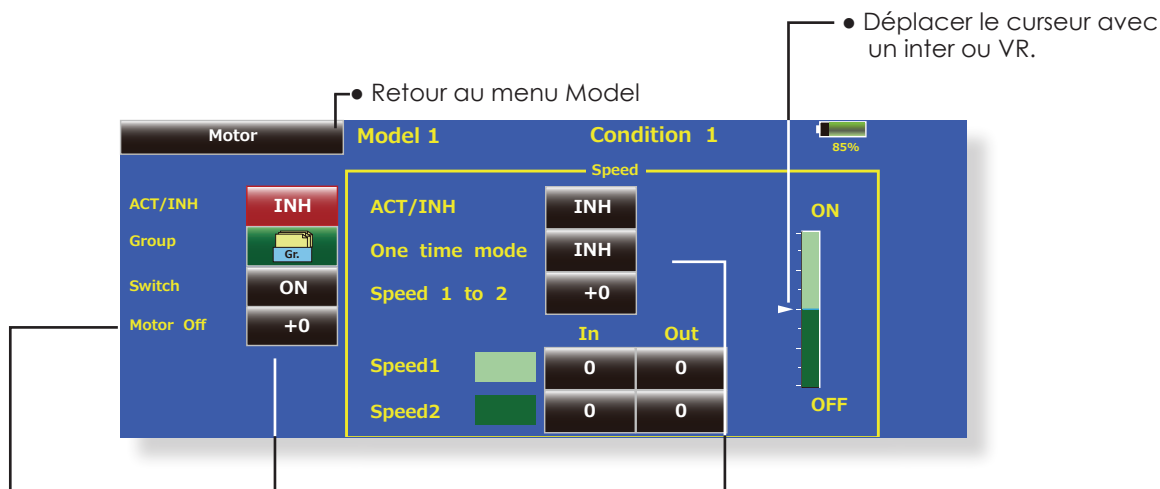 ● Déplacer le curseur avec
un inter ou VR.
● Retour au menu Model
Motor
Model 1
Condition 1
85%
Speed
ACT/INH
INH
Group
Gr.
Switch
ON
Motor Off
+0
ACT/INH
INH
One time mode
INH
Speed 1 to 2
+0
In
Out
Speed1
0
0
Speed2
0
0
ON
OFF